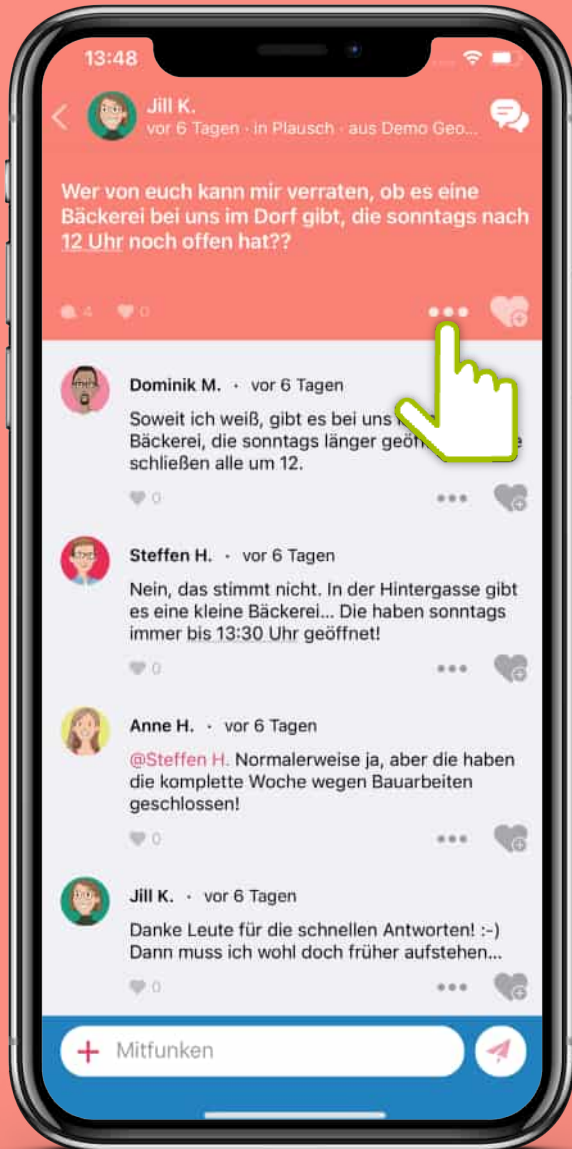 13:48
Jill K.
vor 6 Tagen · in Plausch · aus Demo Geo...
Wer von euch kann mir verraten, ob es eine
Bäckerei bei uns im Dorf gibt, die sonntags nach
12 Uhr noch offen hat??
4 0
Dominik M. · vor 6 Tagen
Soweit ich weiß, gibt es bei uns
Bäckerei, die sonntags länger
schließen alle um 12.
0
Steffen H. · vor 6 Tagen
Nein, das stimmt nicht. In der Hintergasse gibt
es eine kleine Bäckerei... Die haben sonntags
immer bis 13:30 Uhr geöffnet!
0
Anne H. · vor 6 Tagen
@Steffen H. Normalerweise ja, aber die haben
die komplette Woche wegen Bauarbeiten
geschlossen!
0
Jill K. · vor 6 Tagen
Danke Leute für die schnellen Antworten! :-)
Dann muss ich wohl doch früher aufstehen...
0
Mitfunken